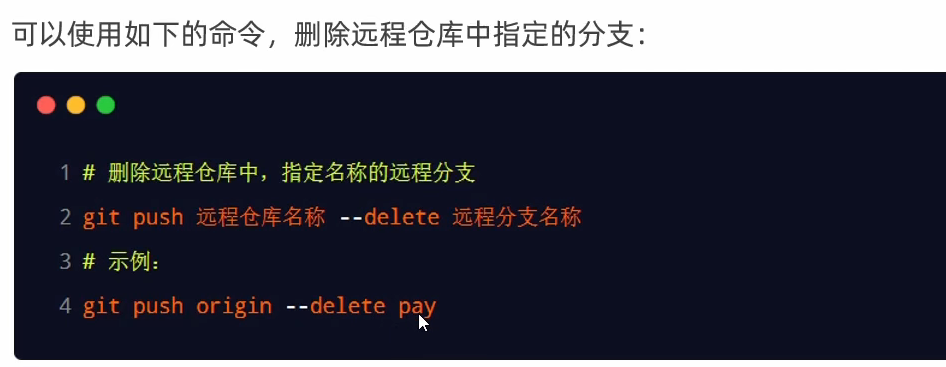 可以使用如下的命令，删除远程仓库中指定的分支：
1 # 删除远程仓库中，指定名称的远程分支
2 git push 远程仓库名称 --delete 远程分支名称
3 # 示例：
4 git push origin --delete pay